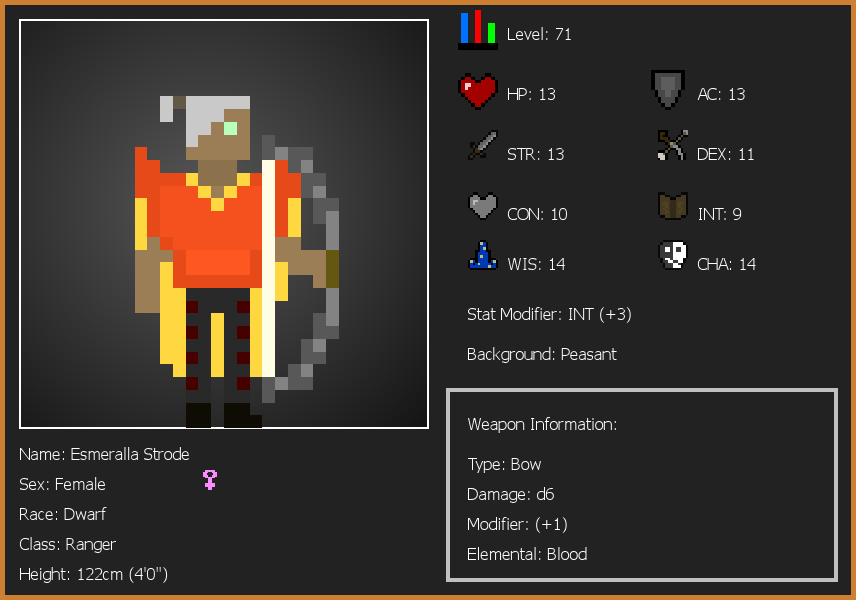 Level: 71
HP: 13
AC: 13
STR: 13
DEX: 11
CON: 10
INT: 9
WIS: 14
CHA: 14
Stat Modifier: INT (+3)
Background: Peasant
Weapon Information:
Type: Bow
Damage: d6
Modifier: (+1)
Elemental: Blood
Name: Esmeralla Strode
Sex: Female
Race: Dwarf
Class: Ranger
Height: 122cm (4'0")